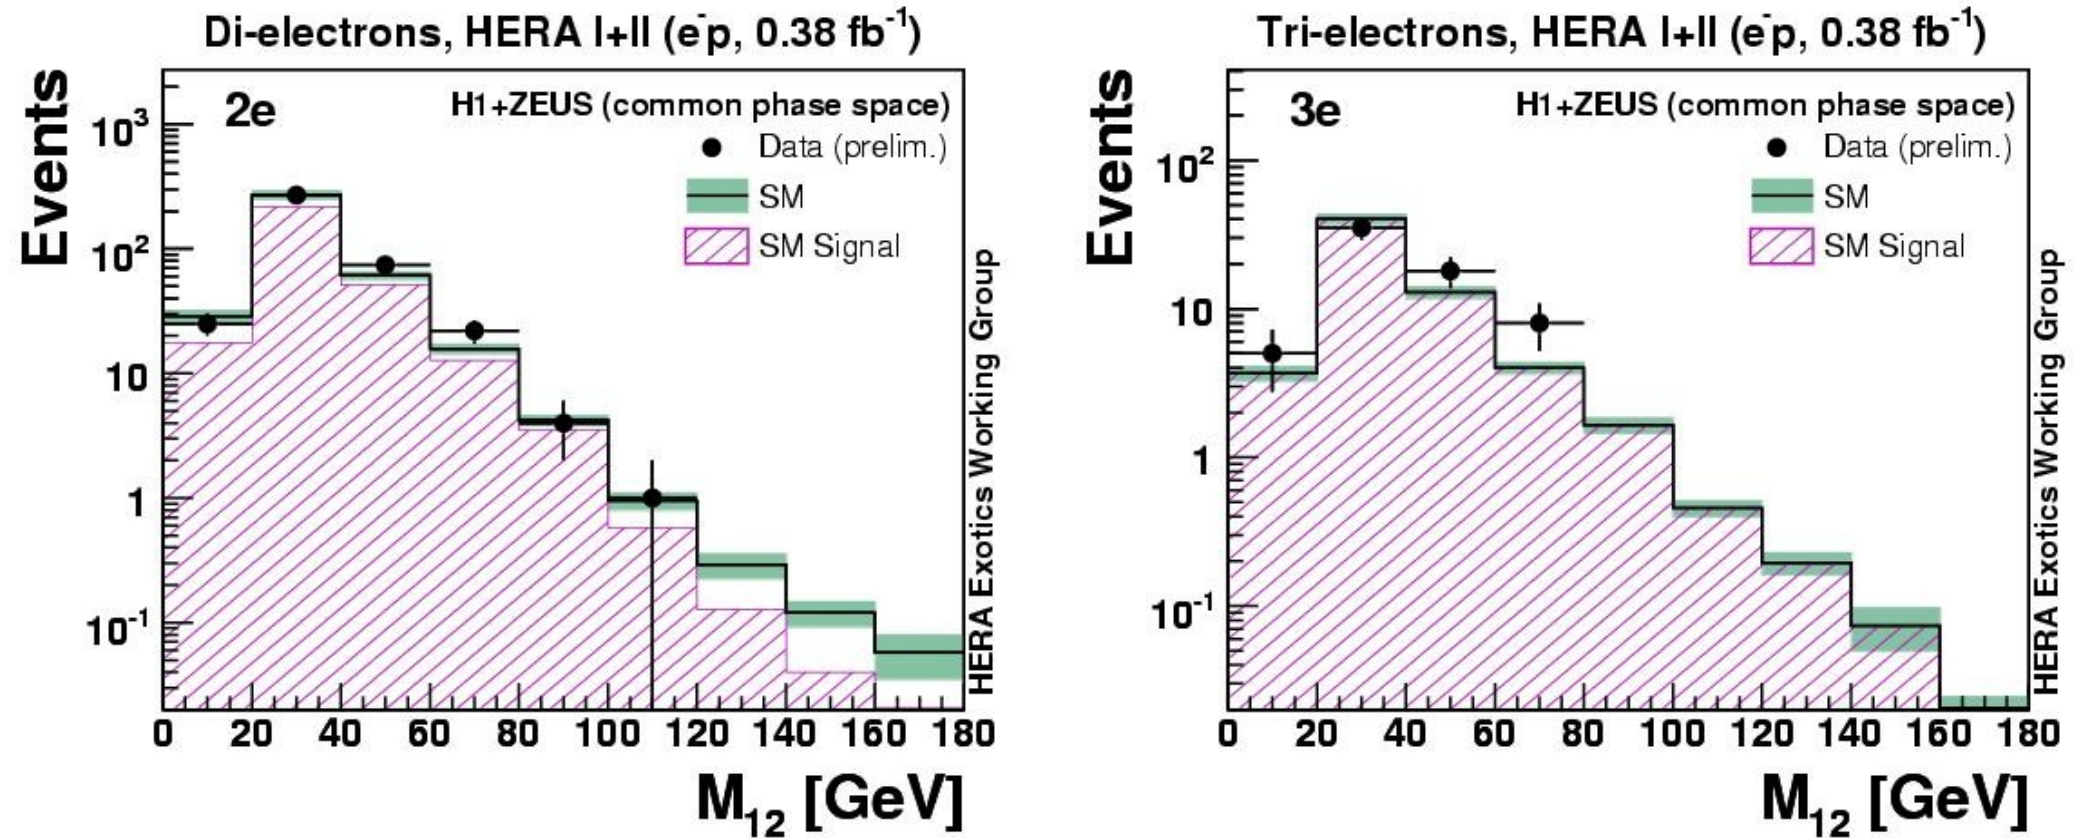 Di-electrons, HERA I+II (e⁻p, 0.38 fb⁻¹)
Events
2e
H1+ZEUS (common phase space)
Data (prelim.)
SM
SM Signal
10³
10²
10
1
10⁻¹
0 20 40 60 80 100 120 140 160 180
M₁₂ [GeV]
HERA Exotics Working Group
Tri-electrons, HERA I+II (e⁻p, 0.38 fb⁻¹)
Events
3e
H1+ZEUS (common phase space)
Data (prelim.)
SM
SM Signal
10²
10
1
10⁻¹
0 20 40 60 80 100 120 140 160 180
M₁₂ [GeV]
HERA Exotics Working Group